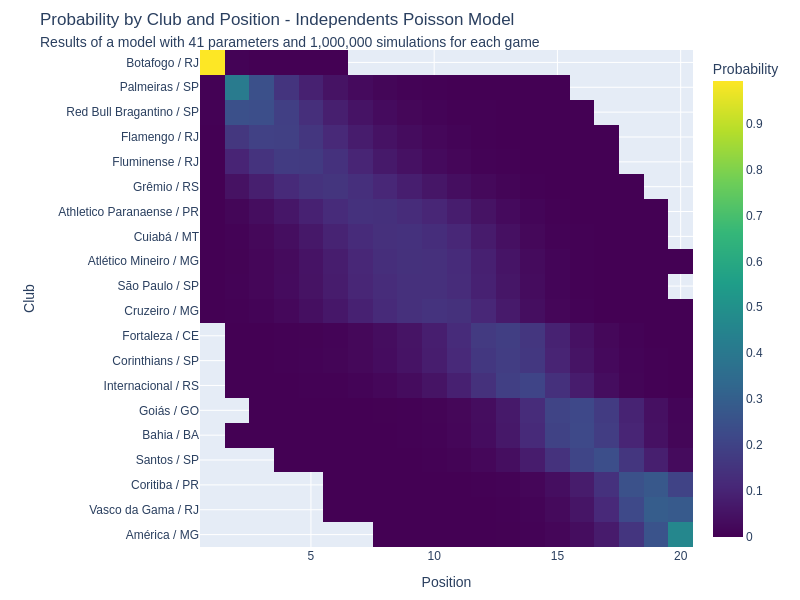 Probability by Club and Position - Independents Poisson Model
Results of a model with 41 parameters and 1,000,000 simulations for each game
Probability
Botafogo / RJ
Palmeiras / SP
Red Bull Bragantino / SP
Flamengo / RJ
Fluminense / RJ
Grêmio / RS
Athletico Paranaense / PR
Cuiabá / MT
Atlético Mineiro / MG
São Paulo / SP
Cruzeiro / MG
Fortaleza / CE
Corinthians / SP
Internacional / RS
Goiás / GO
Bahia / BA
Santos / SP
Coritiba / PR
Vasco da Gama / RJ
América / MG
Club
5
10
15
20
Position
0.9
0.8
0.7
0.6
0.5
0.4
0.3
0.2
0.1
0